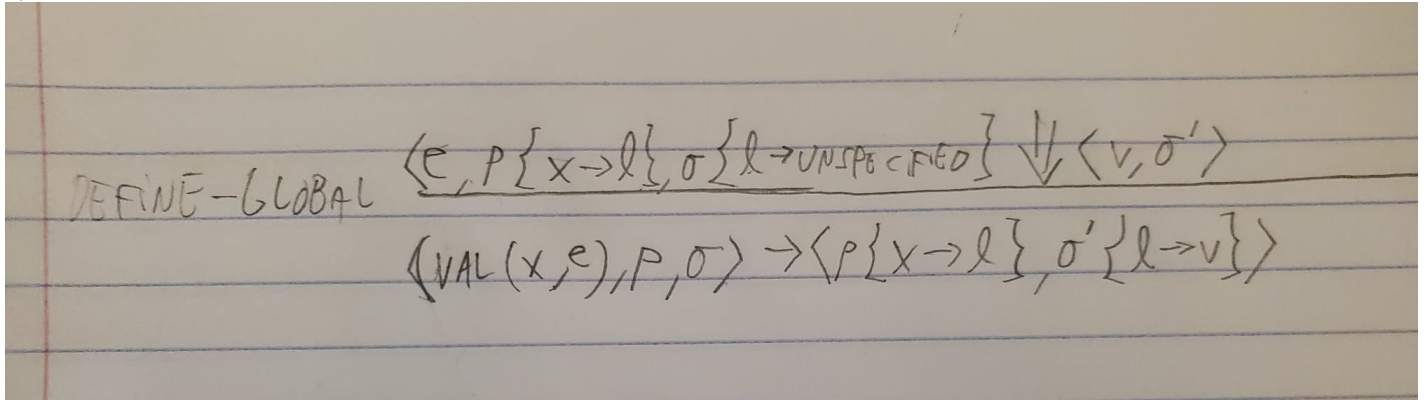 ⟨e, ρ{x→ℓ}, σ{ℓ→UNSPECIFIED} ⇓ ⟨v, σ'⟩
DEFINE-GLOBAL
⟨VAL(x, e), ρ, σ⟩ → ⟨ρ{x→ℓ}, σ'{ℓ→v}⟩